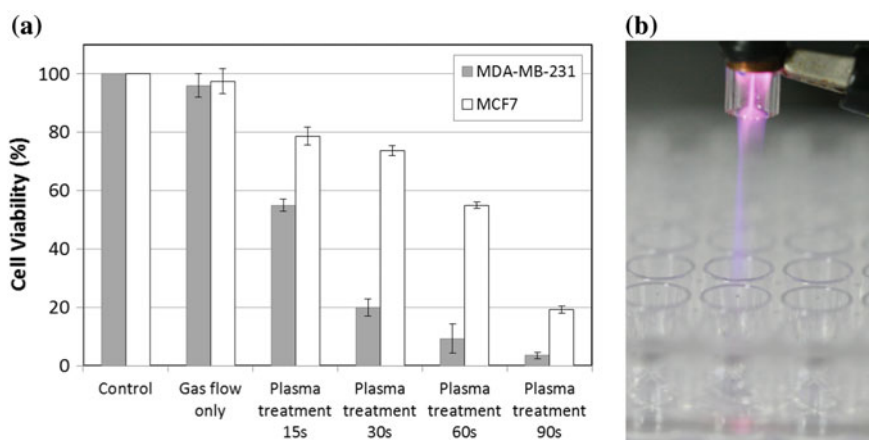 (a)
(b)
MDA-MB-231
MCF7
Cell Viability (%)
100
80
60
40
20
0
Control
Gas flow
only
Plasma
treatment
15s
Plasma
treatment
30s
Plasma
treatment
60s
Plasma
treatment
90s